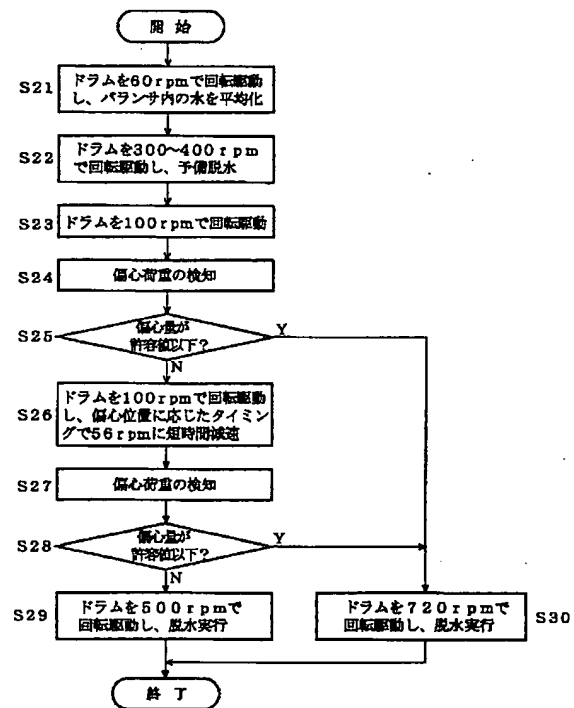 開 始
S21
ドラムを60rpmで回転駆動
し、バランサ内の水を平均化
S22
ドラムを300～400rpm
で回転駆動し、予備脱水
S23
ドラムを100rpmで回転駆動
S24
偏心荷重の検知
S25
偏心量が
許容値以下？
Y
N
S26
ドラムを100rpmで回転駆動
し、偏心位置に応じたタイミン
グで56rpmに短時間減速
S27
偏心荷重の検知
S28
偏心量が
許容値以下？
Y
N
S29
ドラムを500rpmで
回転駆動し、脱水実行
ドラムを720rpmで
回転駆動し、脱水実行
S30
終 了